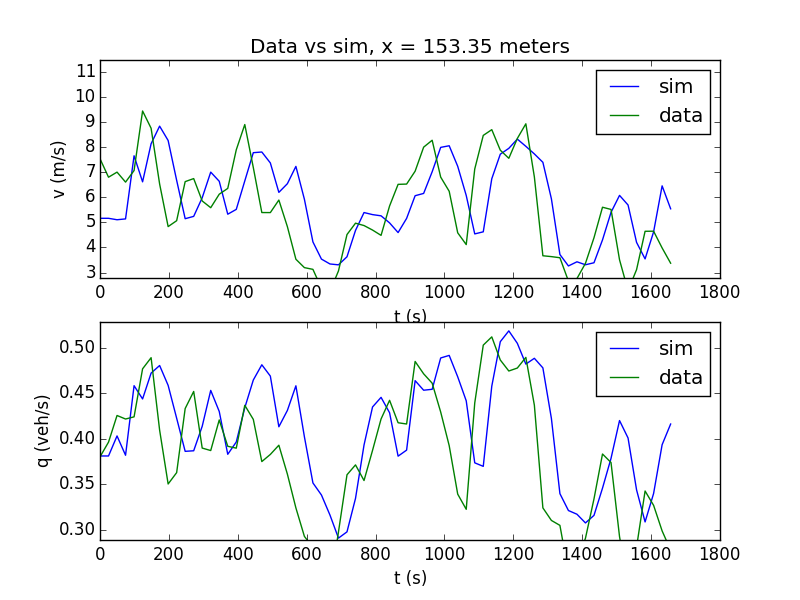 Data vs sim, x = 153.35 meters
11
10
9
8
7
6
5
4
3
v (m/s)
sim
data
0 200 400 600 800 1000 1200 1400 1600 1800
t (s)
0.50
0.45
0.40
0.35
0.30
q (veh/s)
sim
data
0 200 400 600 800 1000 1200 1400 1600 1800
t (s)